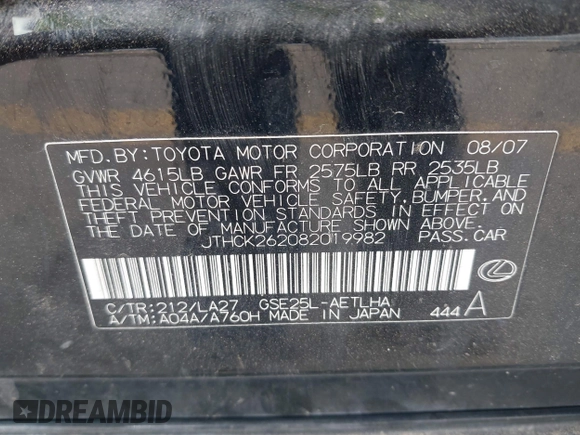 MFD.BY:TOYOTA MOTOR CORPORATION 08/07
GVWR 4615LB GAWR FR 2575LB RR 2535LB
THIS VEHICLE CONFORMS TO ALL APPLICABLE
FEDERAL MOTOR VEHICLE SAFETY,BUMPER,AND
THEFT PREVENTION STANDARDS IN EFFECT ON
THE DATE OF MANUFACTURE SHOWN ABOVE.
JTHCK262082019982 PASS.CAR
C/TR:212/LA27 GSE25L-AETLHA
A/TM:A04A/A760H MADE IN JAPAN 444 A
DREAMBID